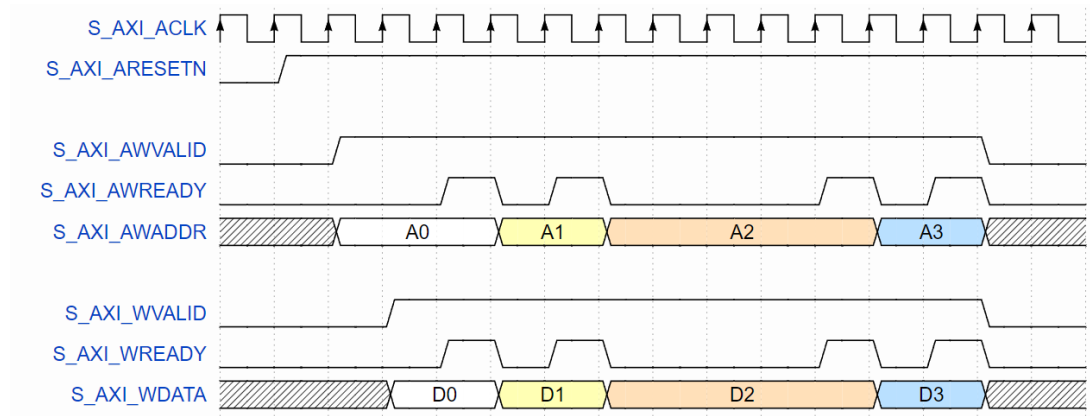 S_AXI_ACLK
S_AXI_ARESETN
S_AXI_AWVALID
S_AXI_AWREADY
S_AXI_AWADDR A0 A1 A2 A3
S_AXI_WVALID
S_AXI_WREADY
S_AXI_WDATA D0 D1 D2 D3